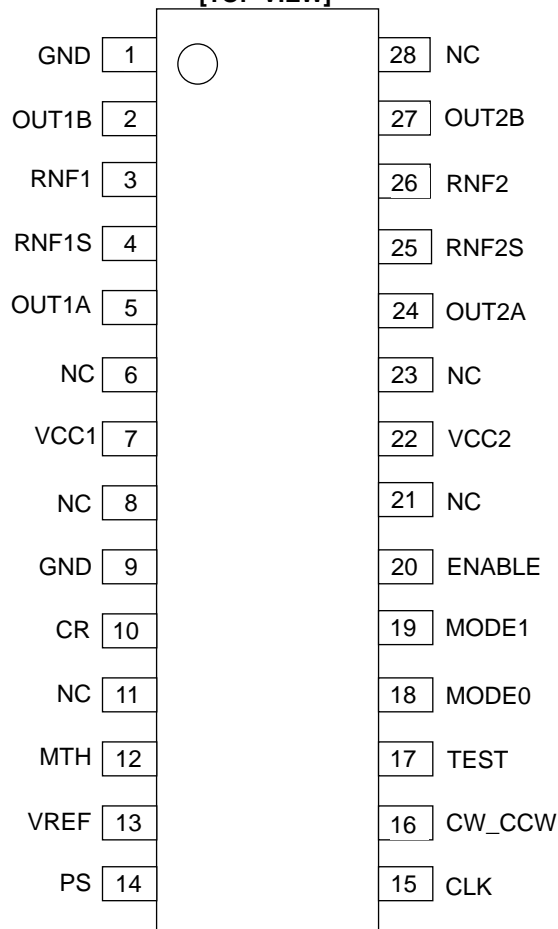 [TOP VIEW]
GND 1 28 NC
OUT1B 2 27 OUT2B
RNF1 3 26 RNF2
RNF1S 4 25 RNF2S
OUT1A 5 24 OUT2A
NC 6 23 NC
VCC1 7 22 VCC2
NC 8 21 NC
GND 9 20 ENABLE
CR 10 19 MODE1
NC 11 18 MODE0
MTH 12 17 TEST
VREF 13 16 CW_CCW
PS 14 15 CLK